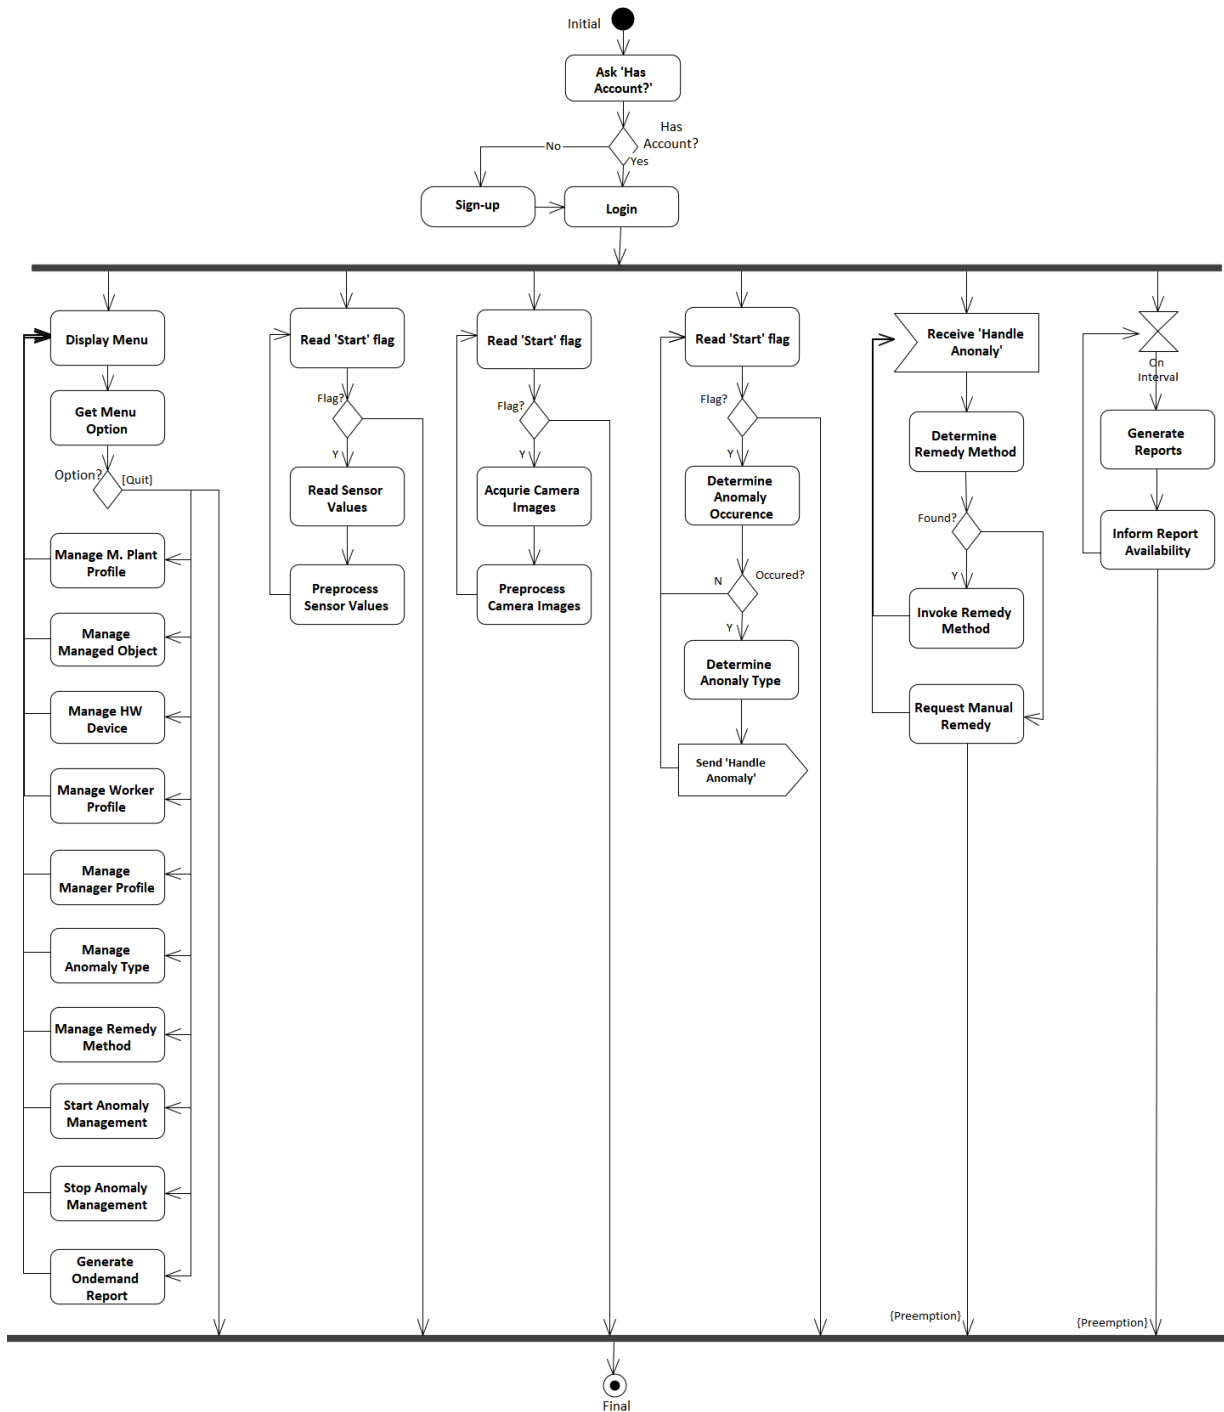 Initial
Ask 'Has
Account?'
Has
Account?
No
Yes
Sign-up
Login
Display Menu
Get Menu
Option
Option?
[Quit]
Manage M. Plant
Profile
Manage
Managed Object
Manage HW
Device
Manage Worker
Profile
Manage
Manager Profile
Manage
Anomaly Type
Manage Remedy
Method
Start Anomaly
Management
Stop Anomaly
Management
Generate
Ondemand
Report
Read 'Start' flag
Flag?
Y
Read Sensor
Values
Preprocess
Sensor Values
Read 'Start' flag
Flag?
Y
Acqurie Camera
Images
Preprocess
Camera Images
Read 'Start' flag
Flag?
Y
Determine
Anomaly
Occurence
Occured?
N
Y
Determine
Anonaly Type
Send 'Handle
Anomaly'
Receive 'Handle
Anonaly'
Determine
Remedy Method
Found?
Y
Invoke Remedy
Method
Request Manual
Remedy
{Preemption}
On
Interval
Generate
Reports
Inform Report
Availability
{Preemption}
Final